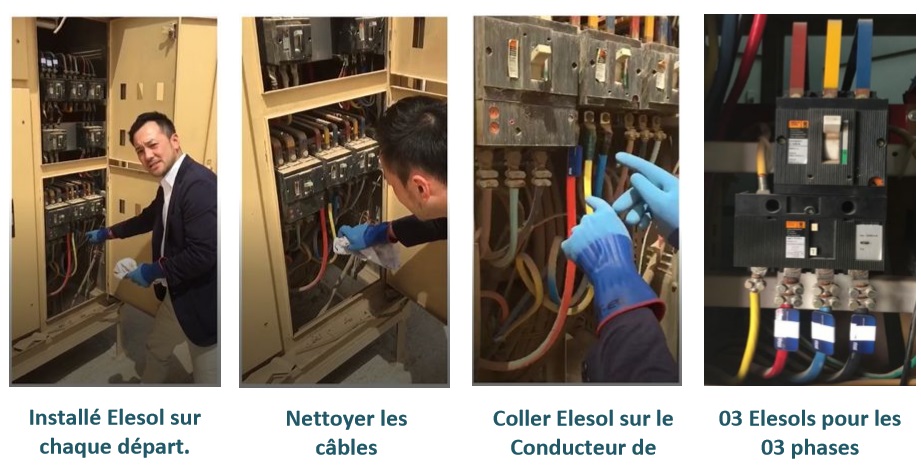 Installé Elesol sur
chaque départ.
Nettoyer les
câbles
Coller Elesol sur le
Conducteur de
03 Elesols pour les
03 phases